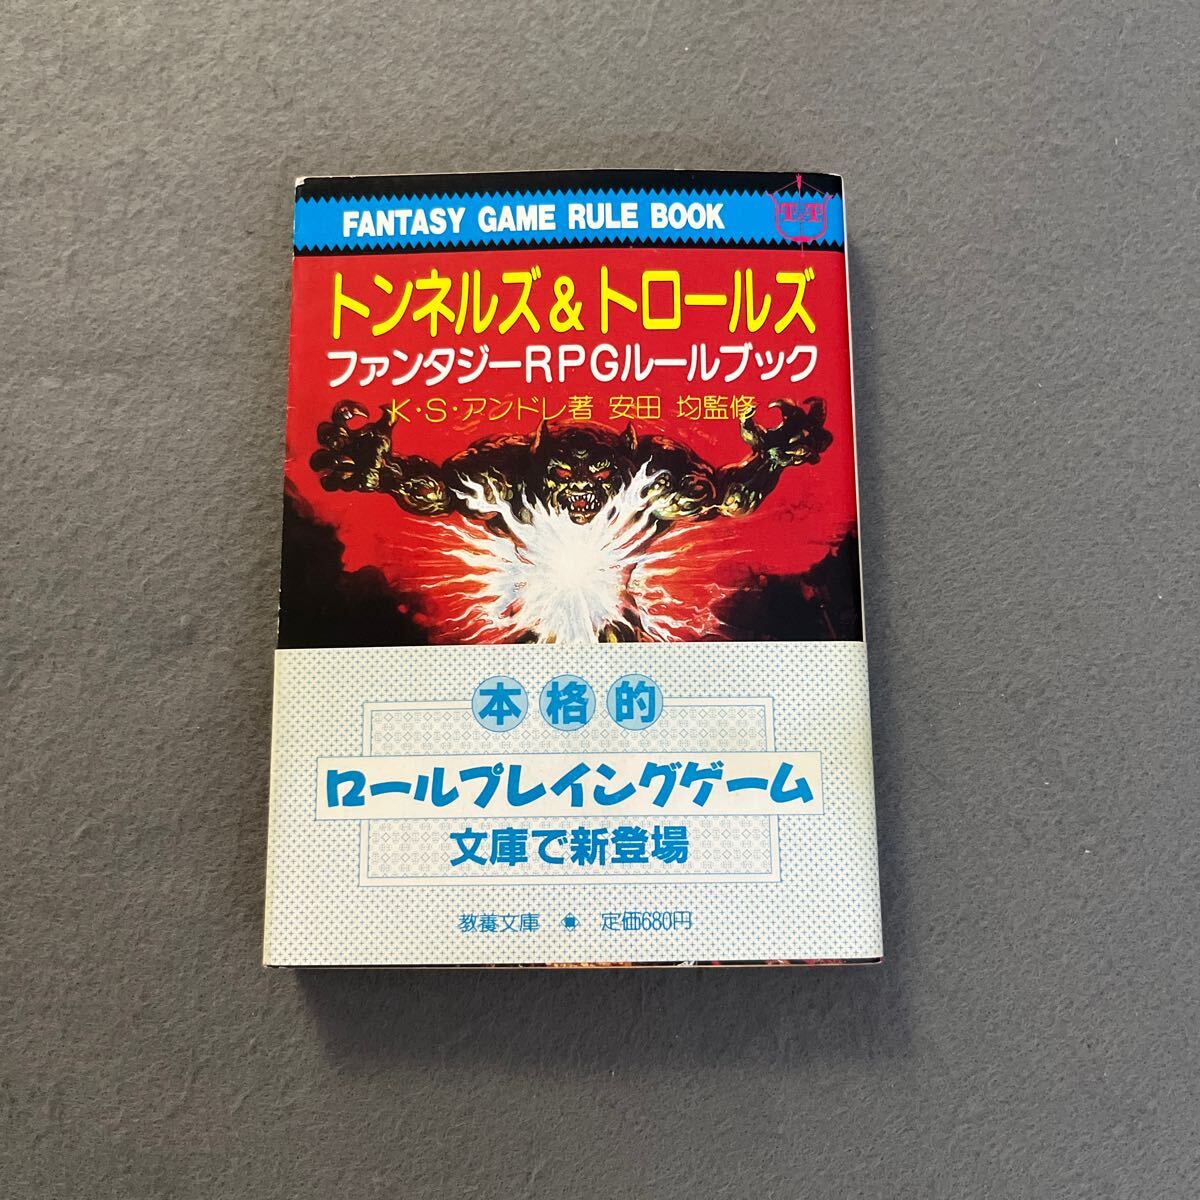 FANTASY GAME RULE BOOK
T&T
トンネルズ&トロールズ
ファンタジーRPGルールブック
K・S・アンドレ著 安田 均監修
本格的
ロールプレイングゲーム
文庫で新登場
教養文庫 定価680円